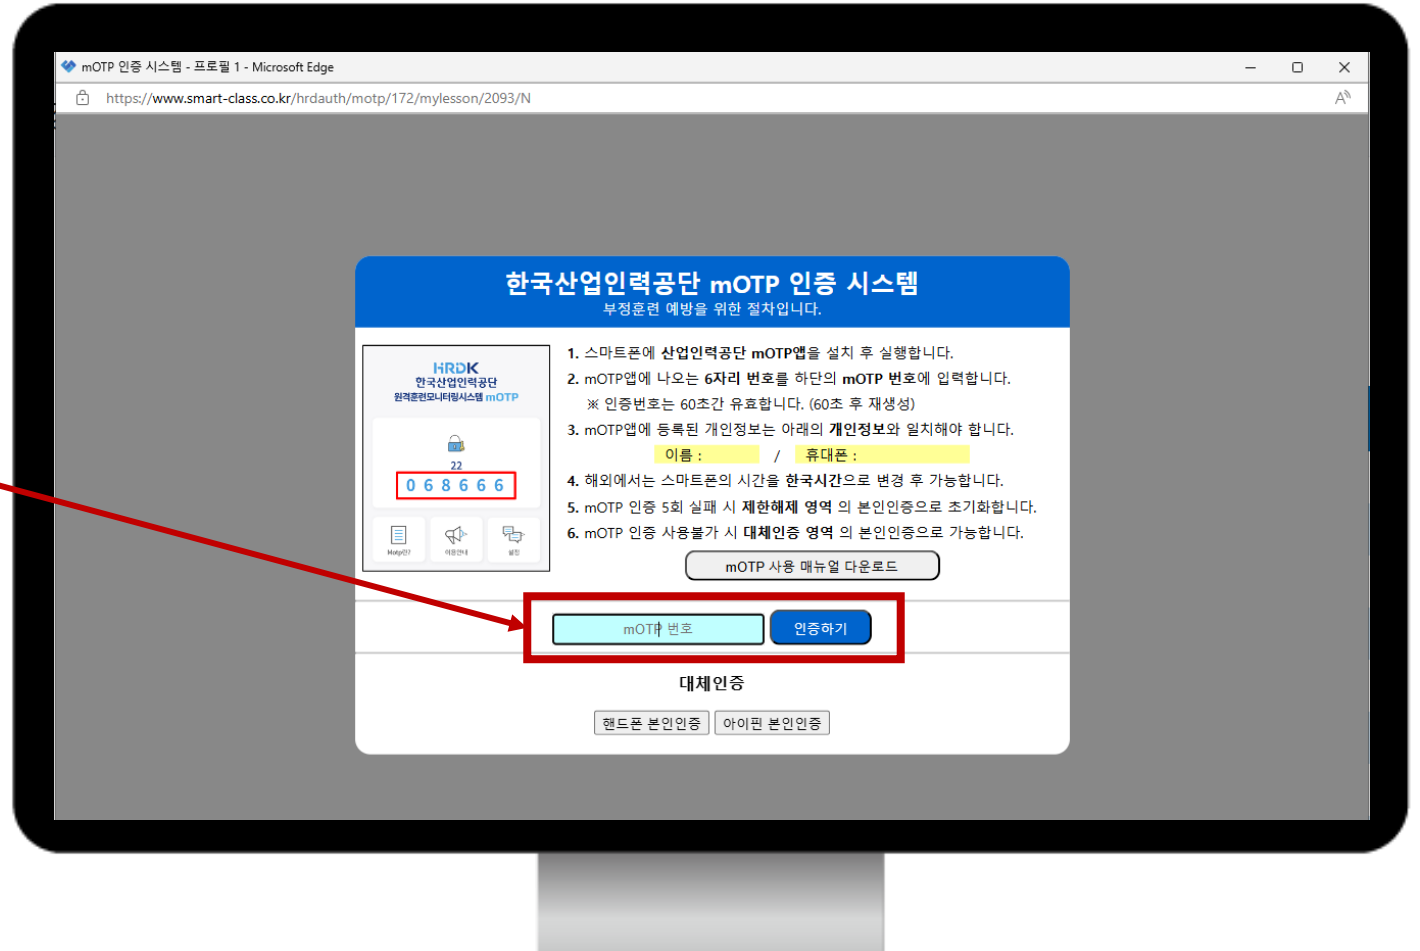 mOTP 인증 시스템 - 프로필 1 - Microsoft Edge
https://www.smart-class.co.kr/hrdauth/motp/172/mylesson/2093/N
한국산업인력공단 mOTP 인증 시스템
부정훈련 예방을 위한 절차입니다.
HRDK
한국산업인력공단
원격훈련모니터링시스템 mOTP
22
0 6 8 6 6 6
Motp란?
이용안내
설정
1. 스마트폰에 산업인력공단 mOTP앱을 설치 후 실행합니다.
2. mOTP앱에 나오는 6자리 번호를 하단의 mOTP 번호에 입력합니다.
※ 인증번호는 60초간 유효합니다. (60초 후 재생성)
3. mOTP앱에 등록된 개인정보는 아래의 개인정보와 일치해야 합니다.
이름 : / 휴대폰 :
4. 해외에서는 스마트폰의 시간을 한국시간으로 변경 후 가능합니다.
5. mOTP 인증 5회 실패 시 제한해제 영역 의 본인인증으로 초기화합니다.
6. mOTP 인증 사용불가 시 대체인증 영역 의 본인인증으로 가능합니다.
mOTP 사용 매뉴얼 다운로드
mOTP 번호 인증하기
대체인증
핸드폰 본인인증 아이핀 본인인증